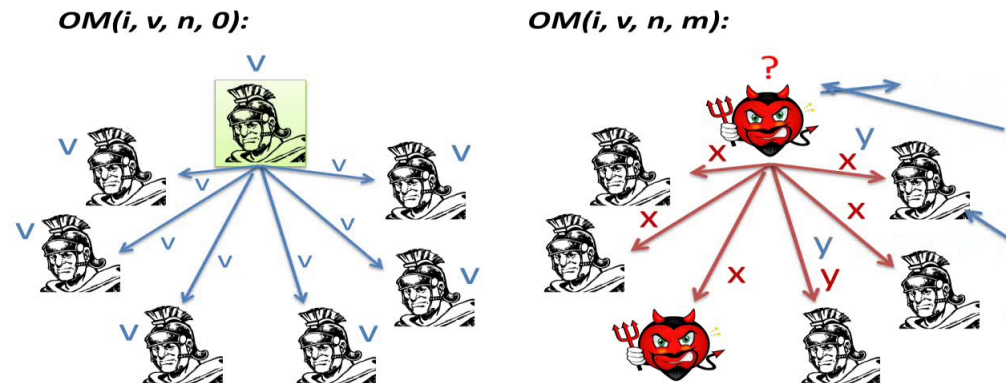 OM(i, v, n, 0): OM(i, v, n, m):
v ?
v v y
v v x x
v v x x
v v v y
v v x y
v v